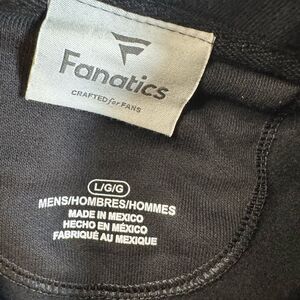 Fanatics
CRAFTED for FANS
L/G/G
MENS/HOMBRES/HOMMES
MADE IN MEXICO
HECHO EN MÉXICO
FABRIQUÉ AU MEXIQUE